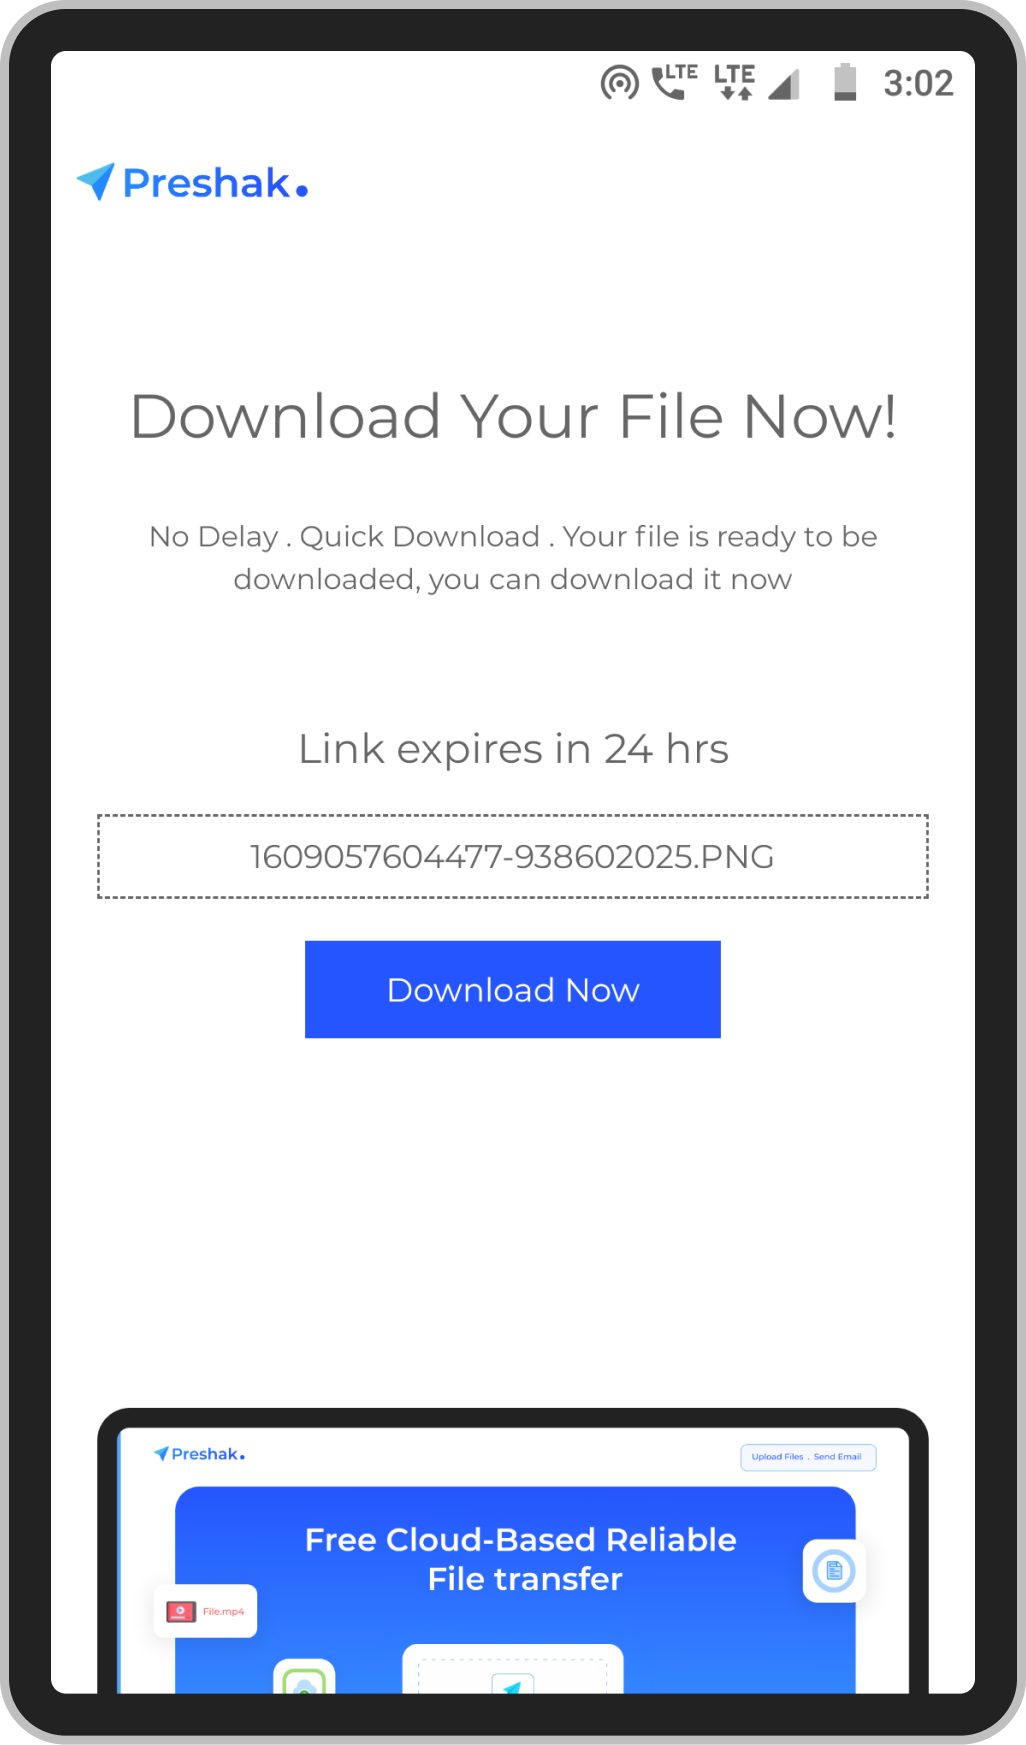 LTE
LTE
3:02
Preshak.
Download Your File Now!
No Delay . Quick Download . Your file is ready to be
downloaded, you can download it now
Link expires in 24 hrs
1609057604477-938602025.PNG
Download Now
Preshak.
Upload Files . Send Email
Free Cloud-Based Reliable
File transfer
File.mp4